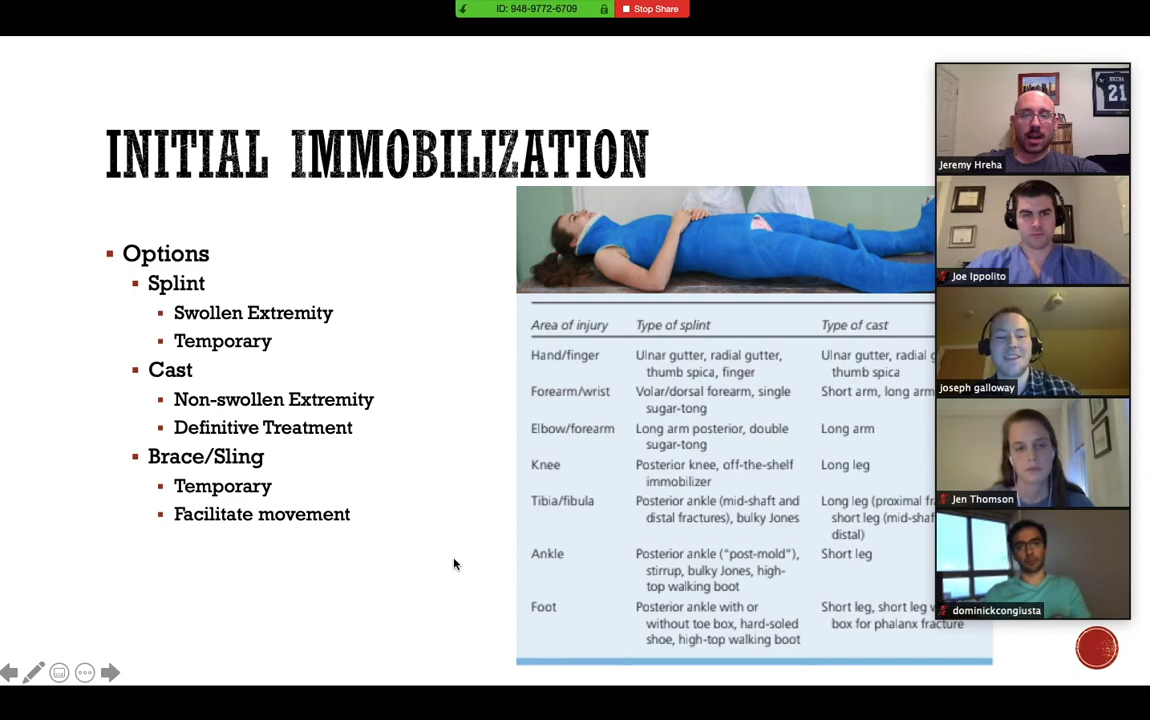 ID: 948-9772-6709
Stop Share
INITIAL IMMOBILIZATION
Options
Splint
Swollen Extremity
Temporary
Cast
Non-swollen Extremity
Definitive Treatment
Brace/Sling
Temporary
Facilitate movement
Area of injury Type of splint Type of cast
Hand/finger Ulnar gutter, radial gutter, Ulnar gutter, radial
thumb spica, finger thumb spica
Forearm/wrist Volar/dorsal forearm, single Short arm, long arm
sugar-tong
Elbow/forearm Long arm posterior, double Long arm
sugar-tong
Knee Posterior knee, off-the-shelf Long leg
immobilizer
Tibia/fibula Posterior ankle (mid-shaft and Long leg (proximal
distal fractures), bulky Jones short leg
distal)
Ankle Posterior ankle ("post-mold"), Short leg
stirrup, bulky Jones, high-
top walking boot
Foot Posterior ankle with or Short leg, short leg
without toe box, hard-soled box for phalanx fracture
shoe, high-top walking boot
HREHA
21
Jeremy Hreha
Joe Ippolito
joseph galloway
Jen Thomson
dominickcongiusta